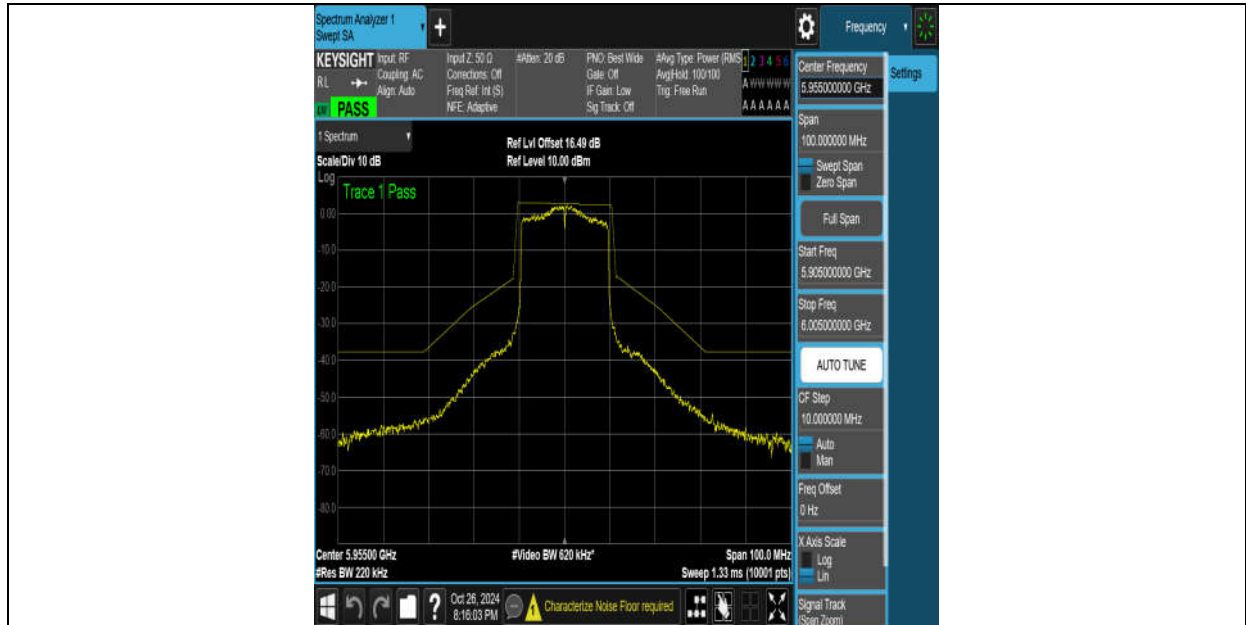 Spectrum Analyzer 1
Swept SA
+
Frequency
KEYSIGHT
RL
PASS
Input: RF
Coupling: AC
Align: Auto
Input Z: 50 Ω
Corrections: Off
Freq Ref: Int (S)
NFE: Adaptive
#Atten: 20 dB
PNO: Best Wide
Gate: Off
IF Gain: Low
Sig Track: Off
#Avg Type: Power (RMS
Avg|Hold: 100/100
Trig: Free Run
1 2 3 4 5 6
A W W W W W
A A A A A A
Center Frequency
5.955000000 GHz
Settings
Span
100.000000 MHz
Swept Span
Zero Span
Full Span
Start Freq
5.905000000 GHz
Stop Freq
6.005000000 GHz
AUTO TUNE
CF Step
10.000000 MHz
Auto
Man
Freq Offset
0 Hz
X Axis Scale
Log
Lin
Signal Track
(Span Zoom)
1 Spectrum
Scale/Div 10 dB
Ref Lvl Offset 16.49 dB
Ref Level 10.00 dBm
Log
Trace 1 Pass
0.00
-10.0
-20.0
-30.0
-40.0
-50.0
-60.0
-70.0
-80.0
Center 5.95500 GHz
#Res BW 220 kHz
#Video BW 620 kHz*
Span 100.0 MHz
Sweep 1.33 ms (10001 pts)
?
Oct 26, 2024
8:16:03 PM
Characterize Noise Floor required